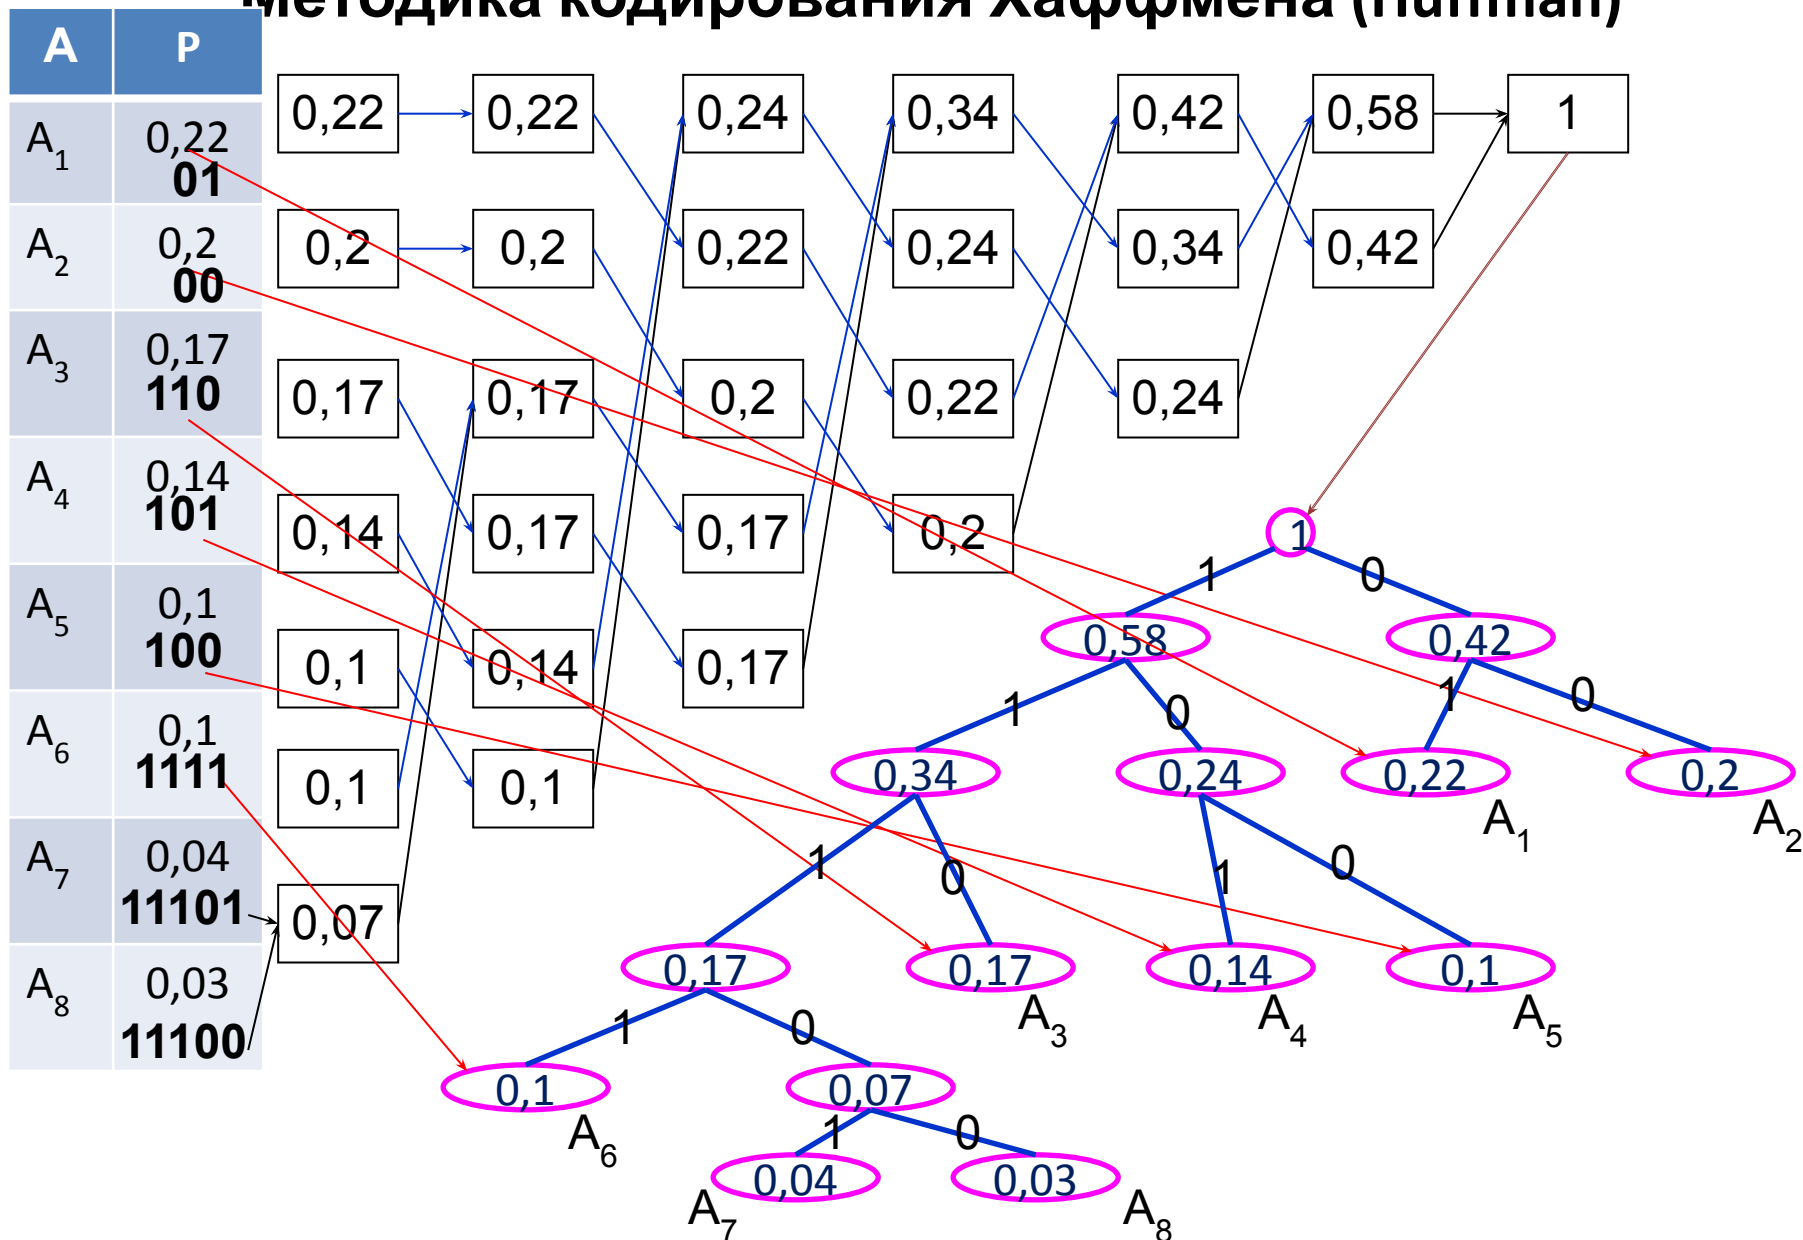 Методика кодирования Хаффмена (Huffman)
A P
A1 0,22
01
A2 0,2
00
A3 0,17
110
A4 0,14
101
A5 0,1
100
A6 0,1
1111
A7 0,04
11101
A8 0,03
11100
0,22 0,22 0,24 0,34 0,42 0,58 1
0,2 0,2 0,22 0,24 0,34 0,42
0,17 0,17 0,2 0,22 0,24
0,14 0,17 0,17 0,2
0,1 0,14 0,17
0,1 0,1
0,07
1
1 0
0,58 0,42
1 0 1 0
0,34 0,24 0,22 0,2
A1 A2
1 0 1 0
0,17 0,17 0,14 0,1
A3 A4 A5
1 0
0,1 0,07
A6
1 0
0,04 0,03
A7 A8